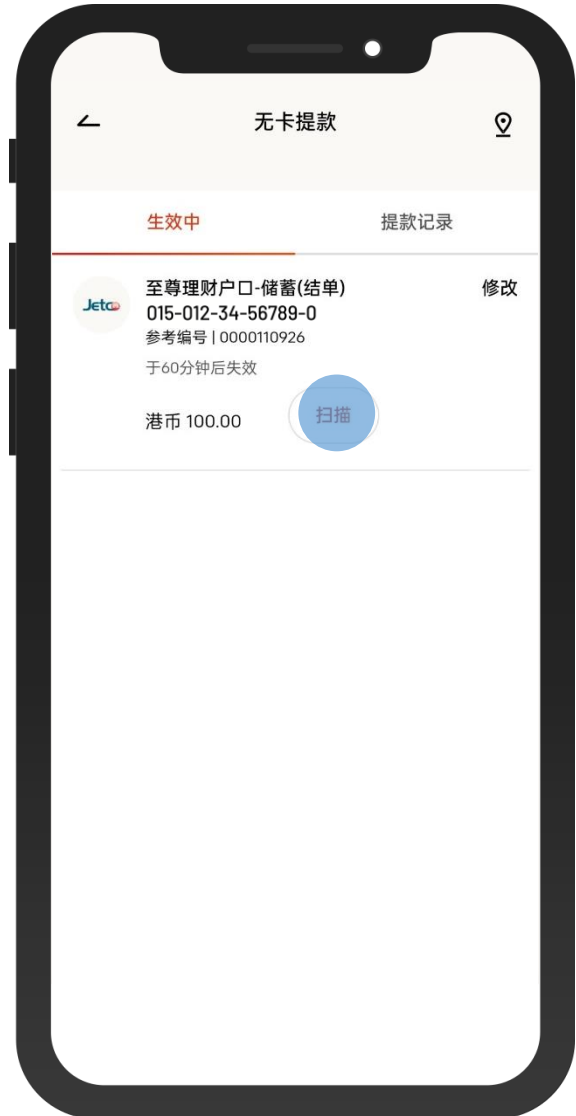 无卡提款
生效中
提款记录
Jetco
至尊理财户口-储蓄(结单)
修改
015-012-34-56789-0
参考编号 | 0000110926
于60分钟后失效
港币 100.00
扫描